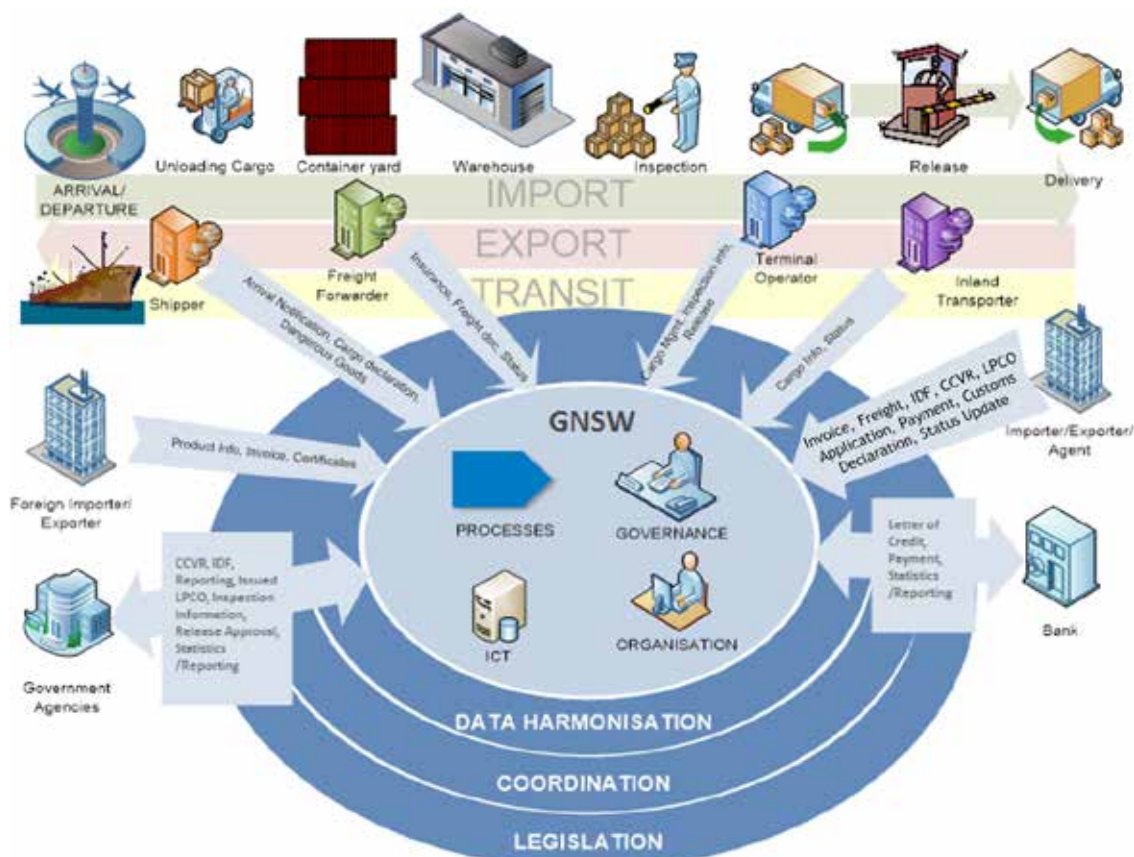 Unloading Cargo
Container yard
Warehouse
Inspection
Release
Delivery
ARRIVAL/
DEPARTURE
IMPORT
EXPORT
TRANSIT
Shipper
Freight
Forwarder
Terminal
Operator
Inland
Transporter
Arrival Notification, Cargo declaration,
Dangerous Goods
Insurance, Freight doc, Status
Cargo Mgmt, Inspection info,
Release
Cargo Info, Status
Invoice, Freight, IDF, CCVR, LPCO
Application, Payment, Customs
Declaration, Status Update
Importer/Exporter/
Agent
Product Info, Invoice, Certificates
Foreign Importer/
Exporter
GNSW
PROCESSES
GOVERNANCE
ICT
ORGANISATION
CCVR, IDF,
Reporting, Issued
LPCO, Inspection
Information,
Release Approval,
Statistics
/Reporting
Government
Agencies
Letter of
Credit,
Payment,
Statistics
/Reporting
Bank
DATA HARMONISATION
COORDINATION
LEGISLATION